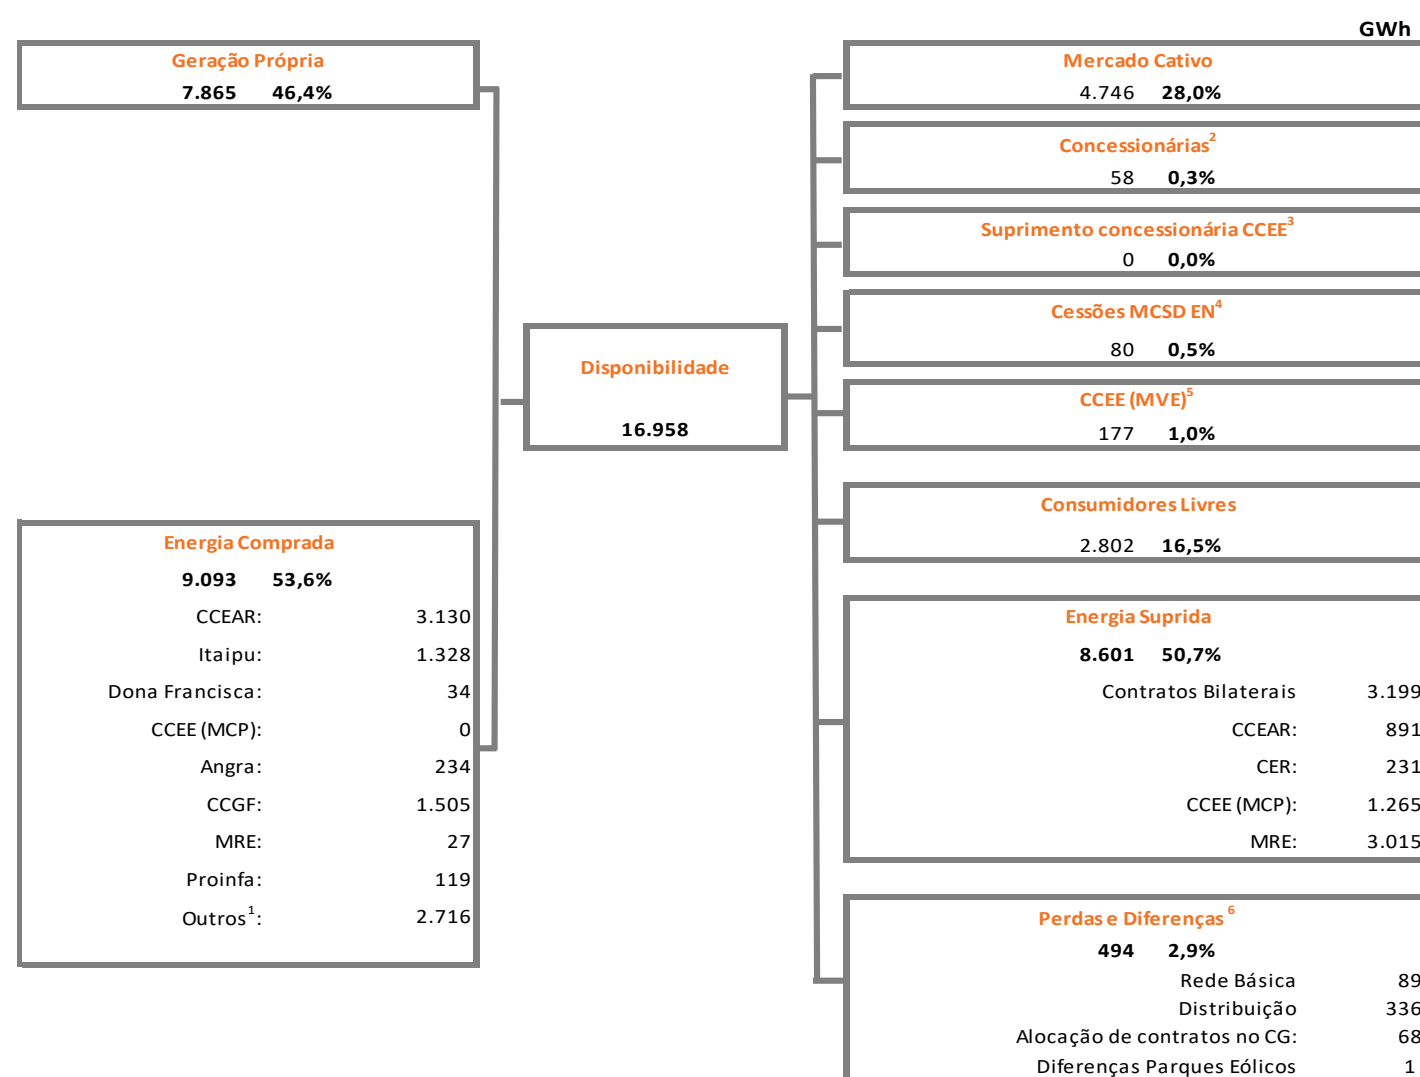 GWh
Geração Própria
7.865 46,4%
Energia Comprada
9.093 53,6%
CCEAR: 3.130
Itaipu: 1.328
Dona Francisca: 34
CCEE (MCP): 0
Angra: 234
CCGF: 1.505
MRE: 27
Proinfa: 119
Outros¹: 2.716
Disponibilidade
16.958
Mercado Cativo
4.746 28,0%
Concessionárias²
58 0,3%
Suprimento concessionária CCEE³
0 0,0%
Cessões MCSD EN⁴
80 0,5%
CCEE (MVE)⁵
177 1,0%
Consumidores Livres
2.802 16,5%
Energia Suprida
8.601 50,7%
Contratos Bilaterais 3.199
CCEAR: 891
CER: 231
CCEE (MCP): 1.265
MRE: 3.015
Perdas e Diferenças ⁶
494 2,9%
Rede Básica 89
Distribuição 336
Alocação de contratos no CG: 68
Diferenças Parques Eólicos 1